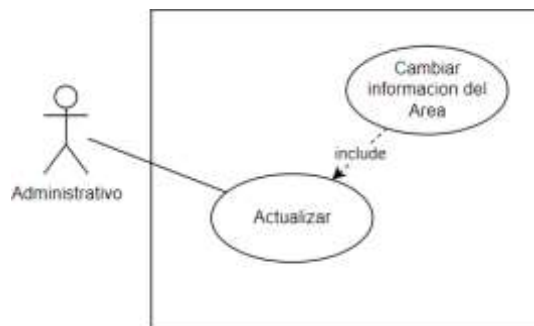 Cambiar
informacion del
Area
include
Administrativo
Actualizar